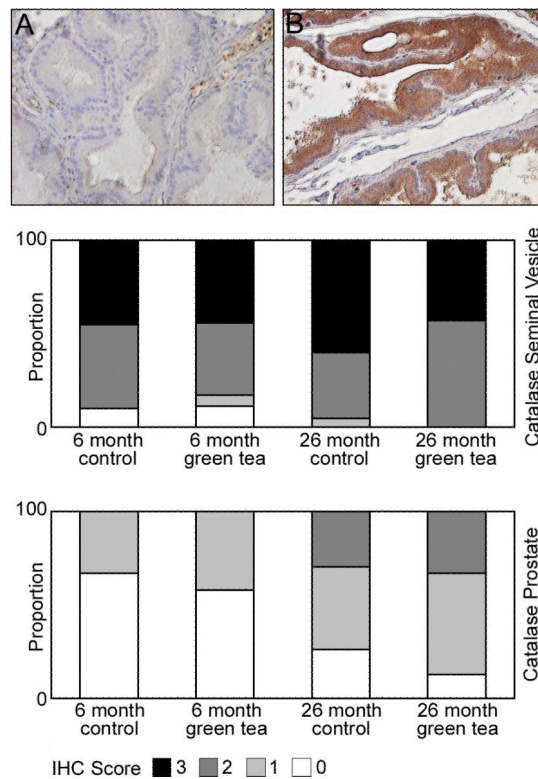 A
B
100
Proportion
0
6 month
control
6 month
green tea
26 month
control
26 month
green tea
Catalase Seminal Vesicle
100
Proportion
0
6 month
control
6 month
green tea
26 month
control
26 month
green tea
Catalase Prostate
IHC Score 3 2 1 0